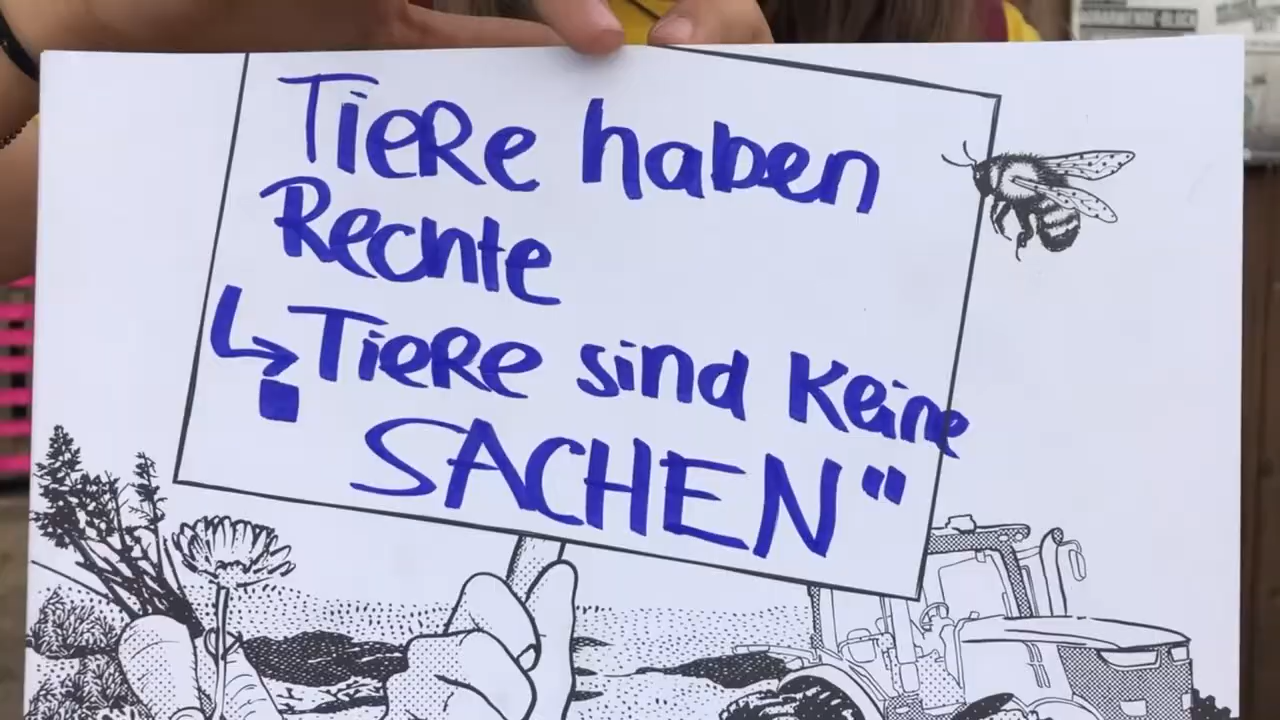 Tiere haben
Rechte
↳ Tiere sind keine
SACHEN"